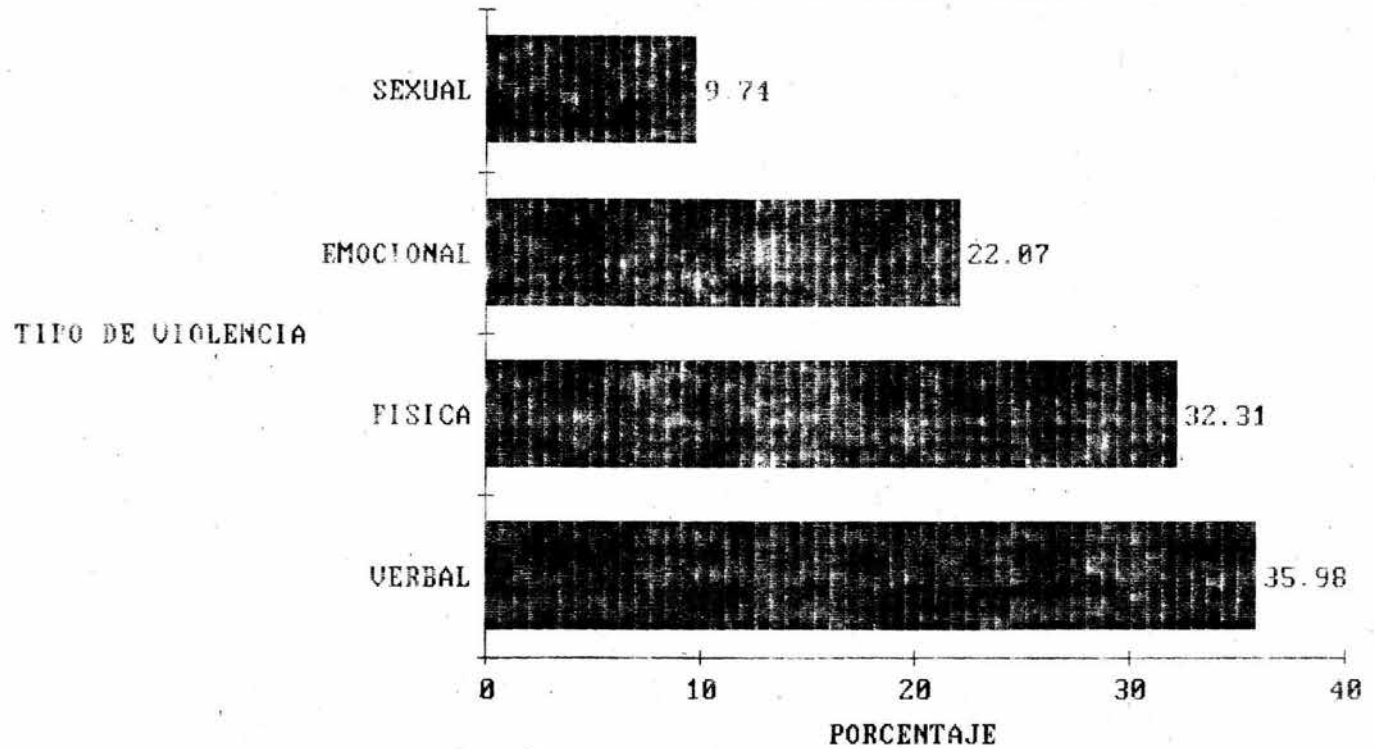 SEXUAL
9.74
EMOCIONAL
22.07
TIPO DE VIOLENCIA
FISICA
32.31
VERBAL
35.98
0 10 20 30 40
PORCENTAJE